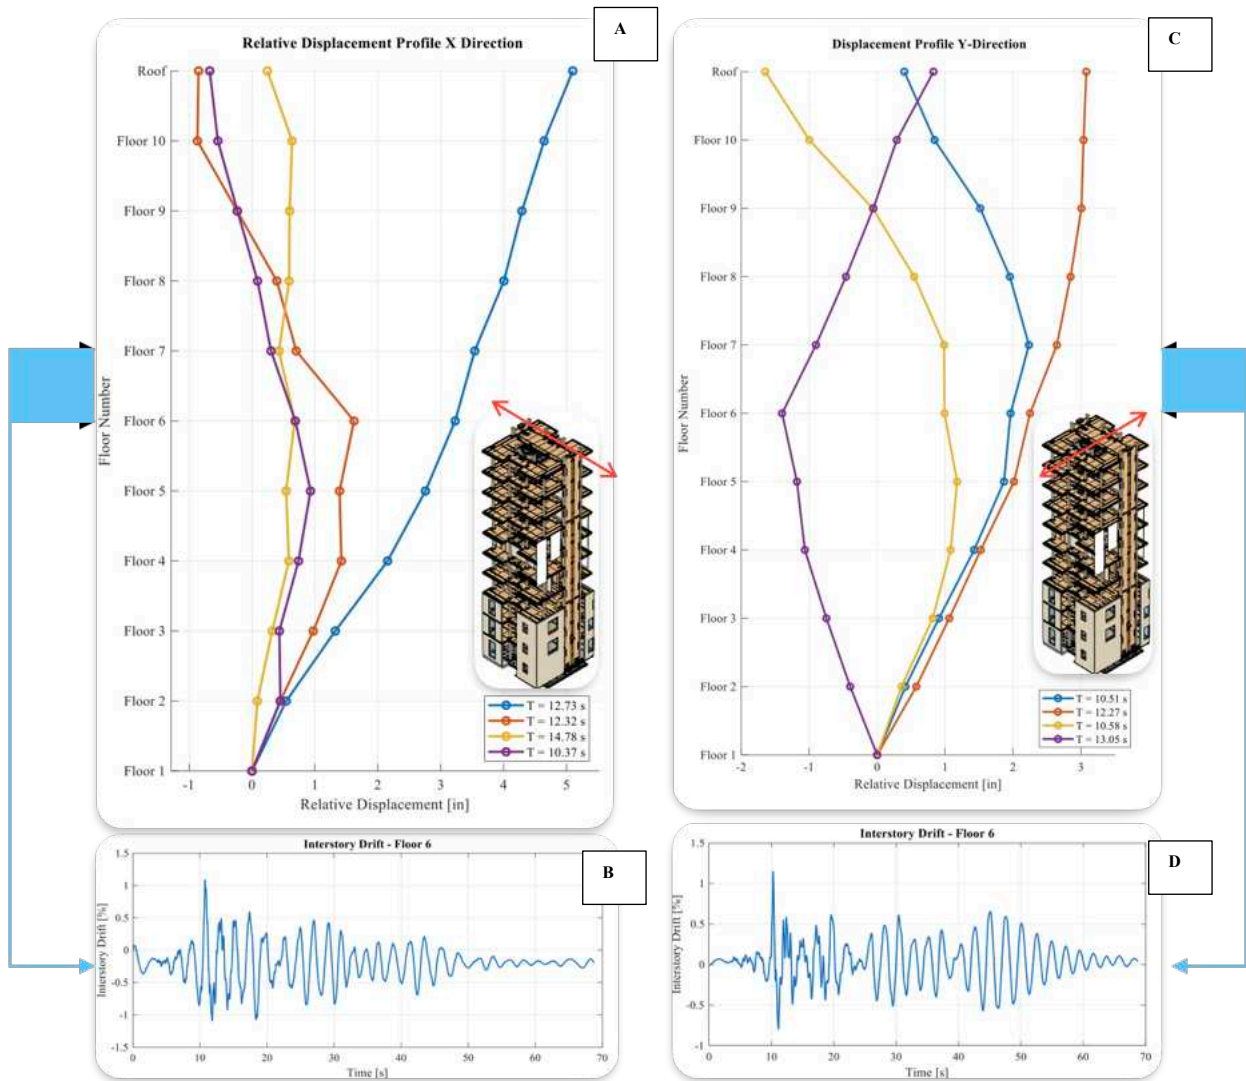 A
Relative Displacement Profile X Direction
Roof
Floor 10
Floor 9
Floor 8
Floor 7
Floor 6
Floor 5
Floor 4
Floor 3
Floor 2
Floor 1
Floor Number
T = 12.73 s
T = 12.32 s
T = 14.78 s
T = 10.37 s
-1 0 1 2 3 4 5
Relative Displacement [in]
C
Displacement Profile Y-Direction
Roof
Floor 10
Floor 9
Floor 8
Floor 7
Floor 6
Floor 5
Floor 4
Floor 3
Floor 2
Floor 1
Floor Number
T = 10.51 s
T = 12.27 s
T = 10.58 s
T = 13.05 s
-2 -1 0 1 2 3
Relative Displacement [in]
B
Interstory Drift - Floor 6
1.5
1
0.5
0
-0.5
-1
-1.5
Interstory Drift [%]
0 10 20 30 40 50 60 70
Time [s]
D
Interstory Drift - Floor 6
1.5
1
0.5
0
-0.5
-1
Interstory Drift [%]
0 10 20 30 40 50 60 70
Time [s]